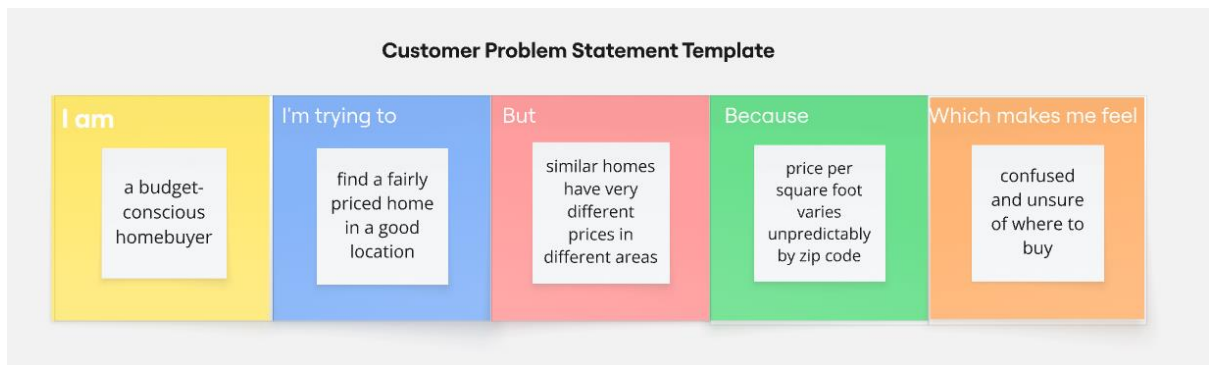 Customer Problem Statement Template
I am
a budget-
conscious
homebuyer
I'm trying to
find a fairly
priced home
in a good
location
But
similar homes
have very
different
prices in
different areas
Because
price per
square foot
varies
unpredictably
by zip code
Which makes me feel
confused
and unsure
of where to
buy